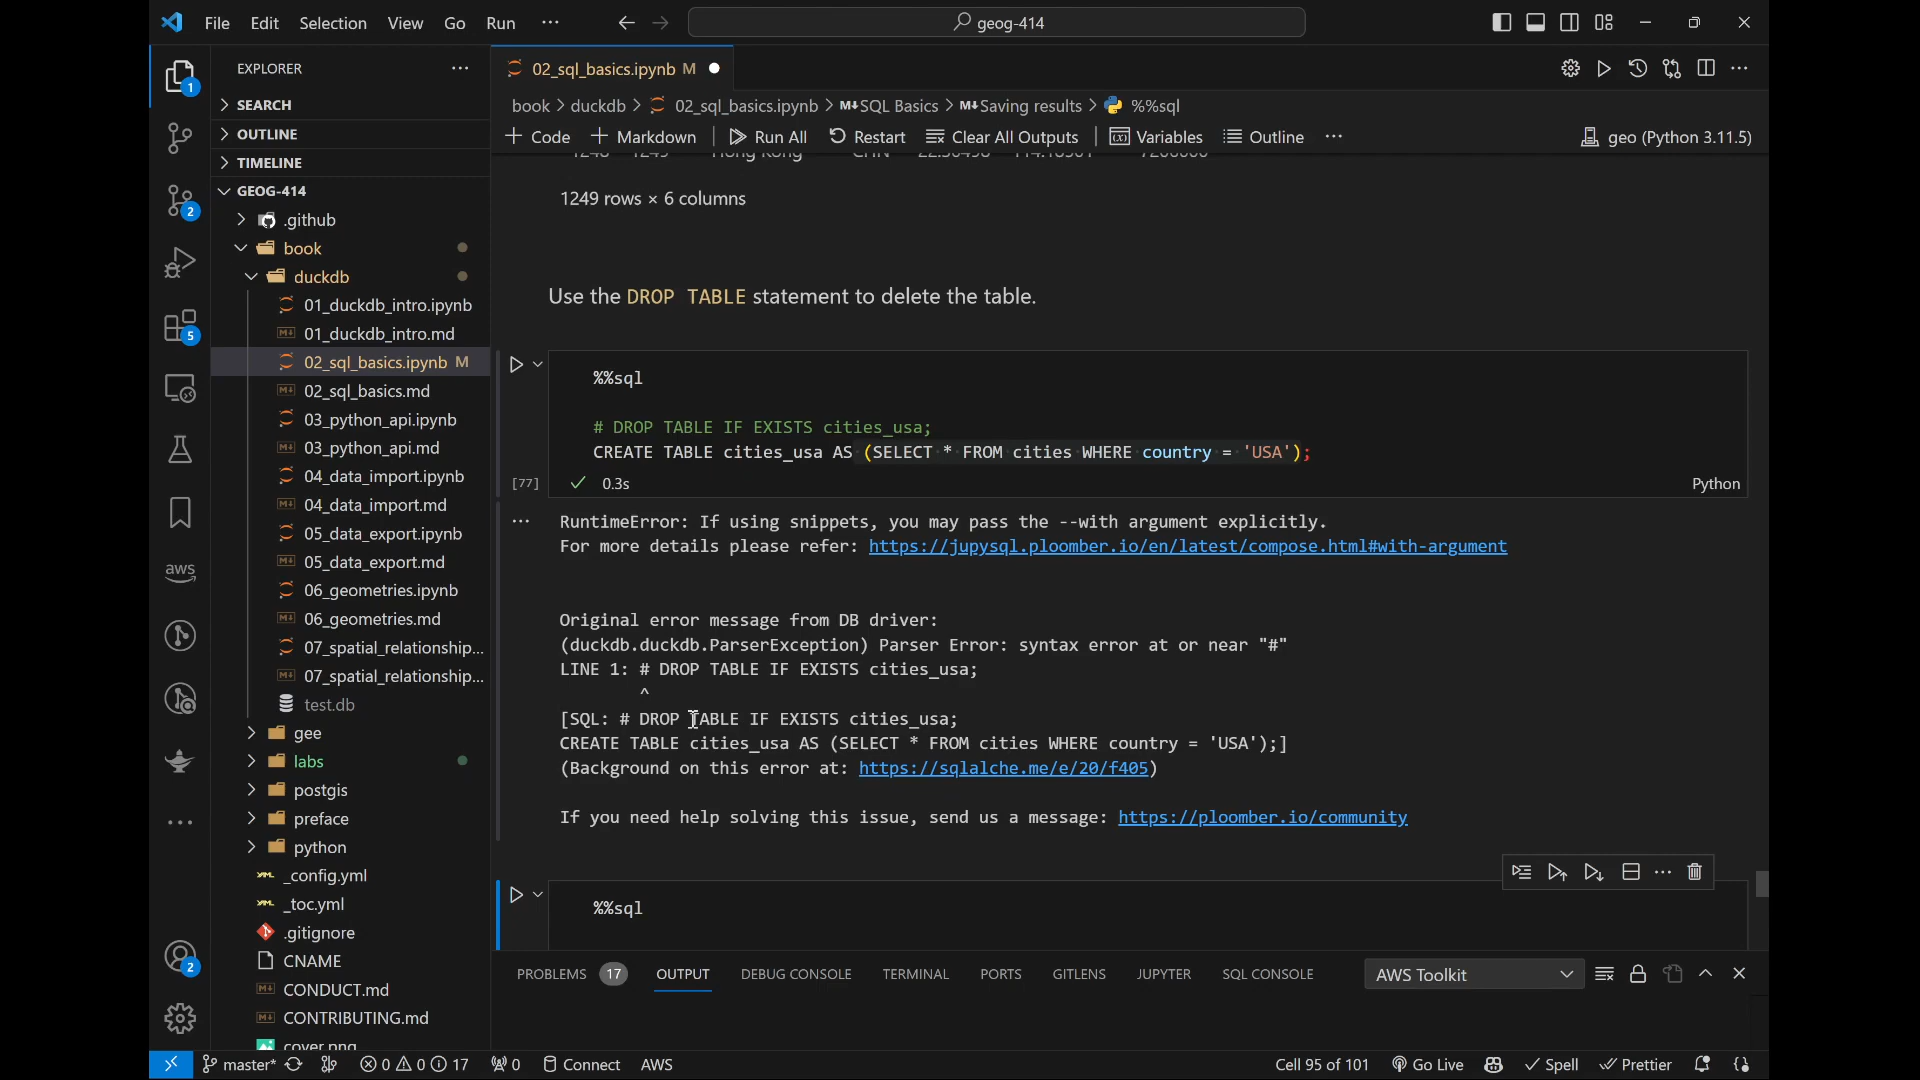 File Edit Selection View Go Run ··· geog-414
EXPLORER ···
SEARCH
OUTLINE
TIMELINE
GEOG-414
.github
book
duckdb
01_duckdb_intro.ipynb
01_duckdb_intro.md
02_sql_basics.ipynb M
02_sql_basics.md
03_python_api.ipynb
03_python_api.md
04_data_import.ipynb
04_data_import.md
05_data_export.ipynb
05_data_export.md
06_geometries.ipynb
06_geometries.md
07_spatial_relationship...
07_spatial_relationship...
test.db
gee
labs
postgis
preface
python
_config.yml
_toc.yml
.gitignore
CNAME
CONDUCT.md
CONTRIBUTING.md
cover.png
1
2
5
aws
2
02_sql_basics.ipynb M
book > duckdb > 02_sql_basics.ipynb > M↓SQL Basics > M↓Saving results > %%sql
+ Code + Markdown Run All Restart Clear All Outputs Variables Outline ··· geo (Python 3.11.5)
1248 1249 Hong Kong CHN
1249 rows × 6 columns
Use the DROP TABLE statement to delete the table.
%%sql
# DROP TABLE IF EXISTS cities_usa;
CREATE TABLE cities_usa AS (SELECT * FROM cities WHERE country = 'USA');
[77] 0.3s Python
RuntimeError: If using snippets, you may pass the --with argument explicitly.
For more details please refer: https://jupysql.ploomber.io/en/latest/compose.html#with-argument
Original error message from DB driver:
(duckdb.duckdb.ParserException) Parser Error: syntax error at or near "#"
LINE 1: # DROP TABLE IF EXISTS cities_usa;
^
[SQL: # DROP TABLE IF EXISTS cities_usa;
CREATE TABLE cities_usa AS (SELECT * FROM cities WHERE country = 'USA');]
(Background on this error at: https://sqlalche.me/e/20/f405)
If you need help solving this issue, send us a message: https://ploomber.io/community
%%sql
PROBLEMS 17 OUTPUT DEBUG CONSOLE TERMINAL PORTS GITLENS JUPYTER SQL CONSOLE AWS Toolkit
master* 0 0 17 0 Connect AWS Cell 95 of 101 Go Live Spell Prettier